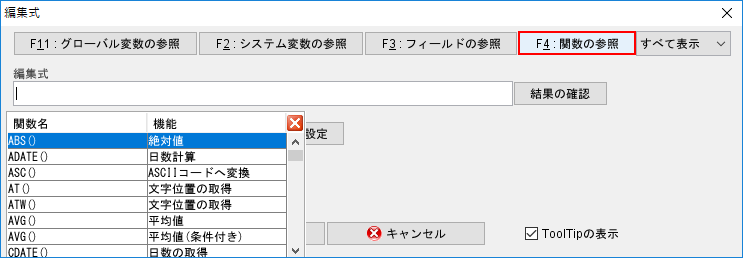 編集式
F11 : グローバル変数の参照 F2 : システム変数の参照 F3 : フィールドの参照 F4 : 関数の参照 すべて表示
編集式
結果の確認
関数名 機能
設定
ABS() 絶対値
ADATE() 日数計算
ASC() ASCIIコードへ変換
AT() 文字位置の取得
ATW() 文字位置の取得
AVG() 平均値
AVG() 平均値(条件付き)
CDATE() 日数の取得
キャンセル ToolTipの表示